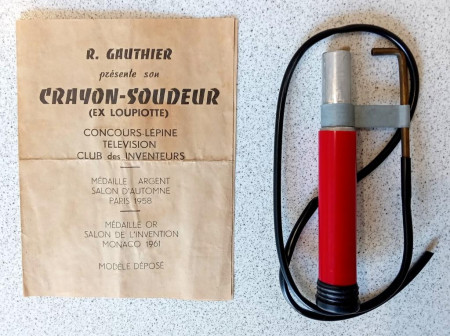 R. GAUTHIER
présente son
CRAYON-SOUDEUR
(EX LOUPIOTTE)
CONCOURS-LÉPINE
TELEVISION
CLUB des INVENTEURS
MÉDAILLE ARGENT
SALON D'AUTOMNE
PARIS 1958
MÉDAILLE OR
SALON DE L'INVENTION
MONACO 1961
MODÈLE DÉPOSÉ